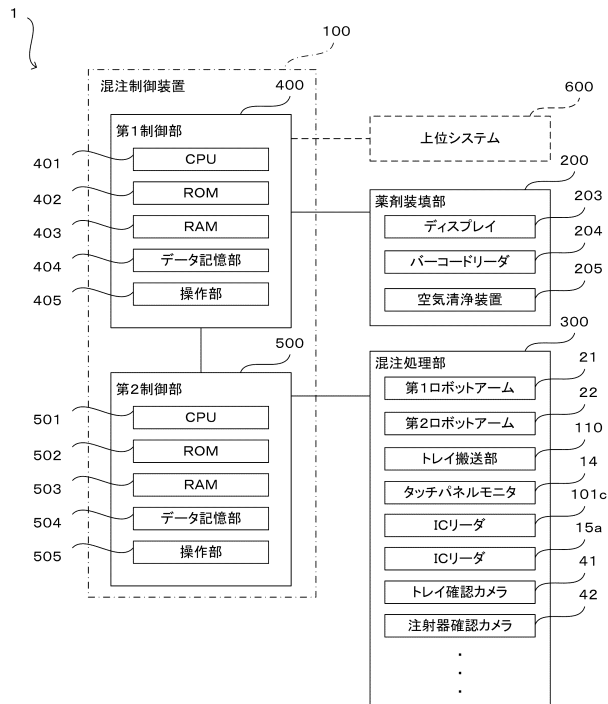 1
100
混注制御装置
400
第1制御部
401
CPU
402
ROM
403
RAM
404
データ記憶部
405
操作部
500
第2制御部
501
CPU
502
ROM
503
RAM
504
データ記憶部
505
操作部
600
上位システム
200
薬剤装填部
203
ディスプレイ
204
バーコードリーダ
205
空気清浄装置
300
混注処理部
21
第1ロボットアーム
22
第2ロボットアーム
110
トレイ搬送部
14
タッチパネルモニタ
101c
ICリーダ
15a
ICリーダ
41
トレイ確認カメラ
42
注射器確認カメラ